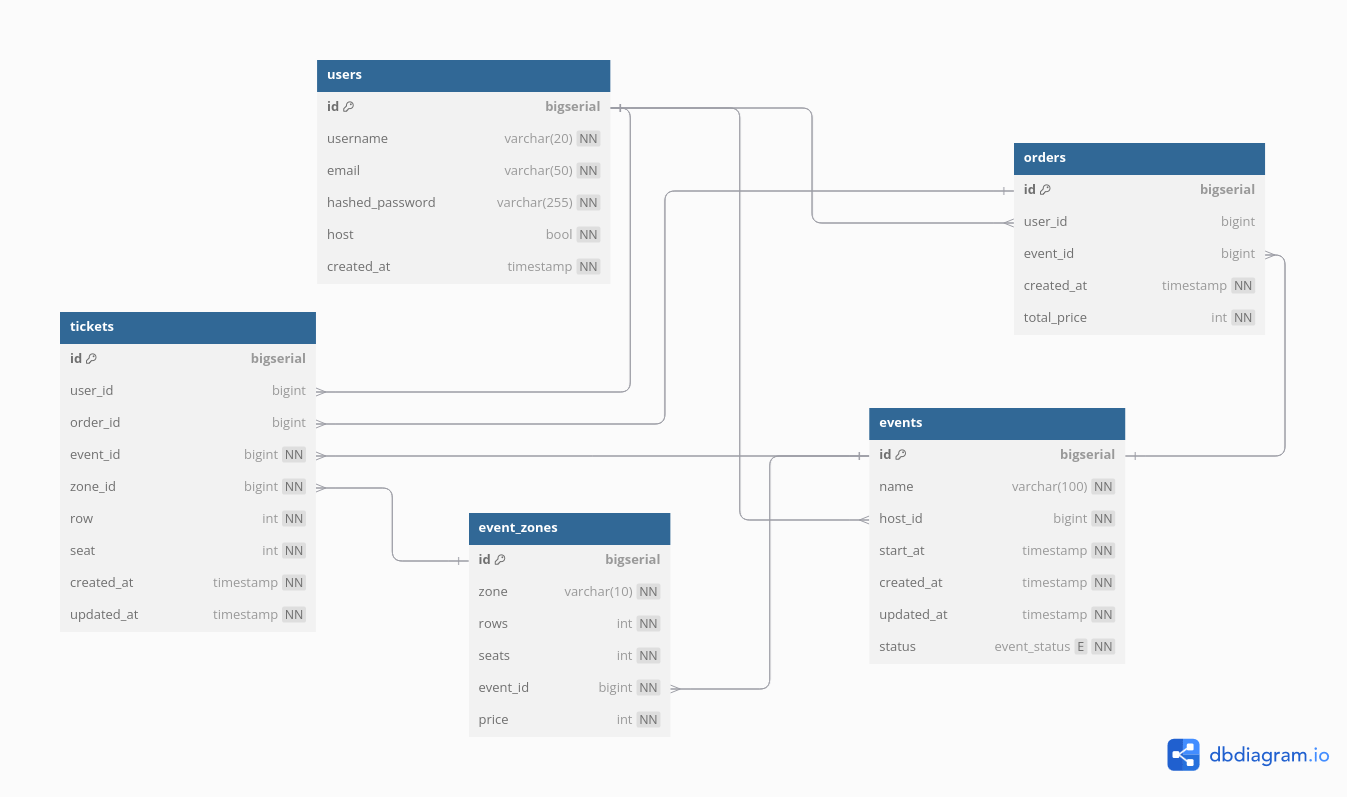 users
id bigserial
username varchar(20) NN
email varchar(50) NN
hashed_password varchar(255) NN
host bool NN
created_at timestamp NN
orders
id bigserial
user_id bigint
event_id bigint
created_at timestamp NN
total_price int NN
tickets
id bigserial
user_id bigint
order_id bigint
event_id bigint NN
zone_id bigint NN
row int NN
seat int NN
created_at timestamp NN
updated_at timestamp NN
events
id bigserial
name varchar(100) NN
host_id bigint NN
start_at timestamp NN
created_at timestamp NN
updated_at timestamp NN
status event_status E NN
event_zones
id bigserial
zone varchar(10) NN
rows int NN
seats int NN
event_id bigint NN
price int NN
dbdiagram.io